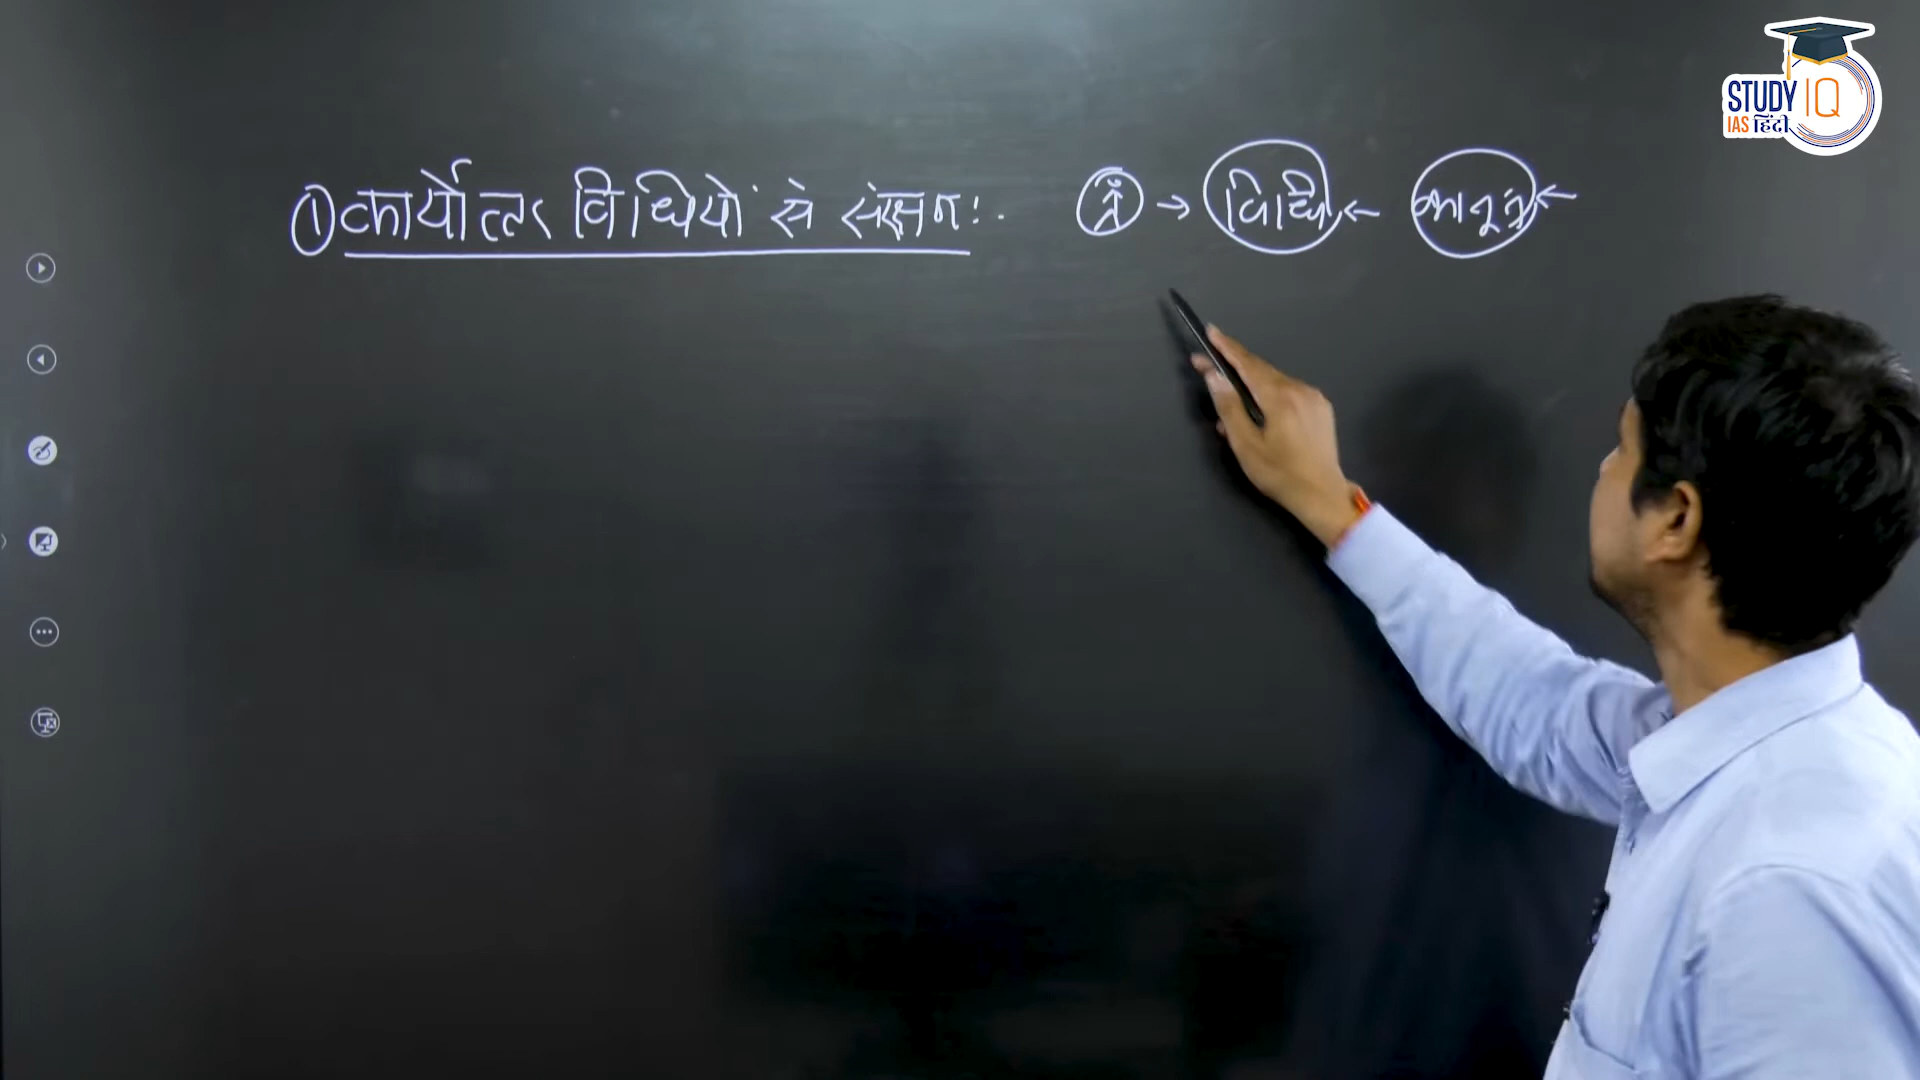 ① कार्योत्तर विधियों से संरक्षण :- → विधि ← कानून ←
STUDY IQ
IAS हिंदी